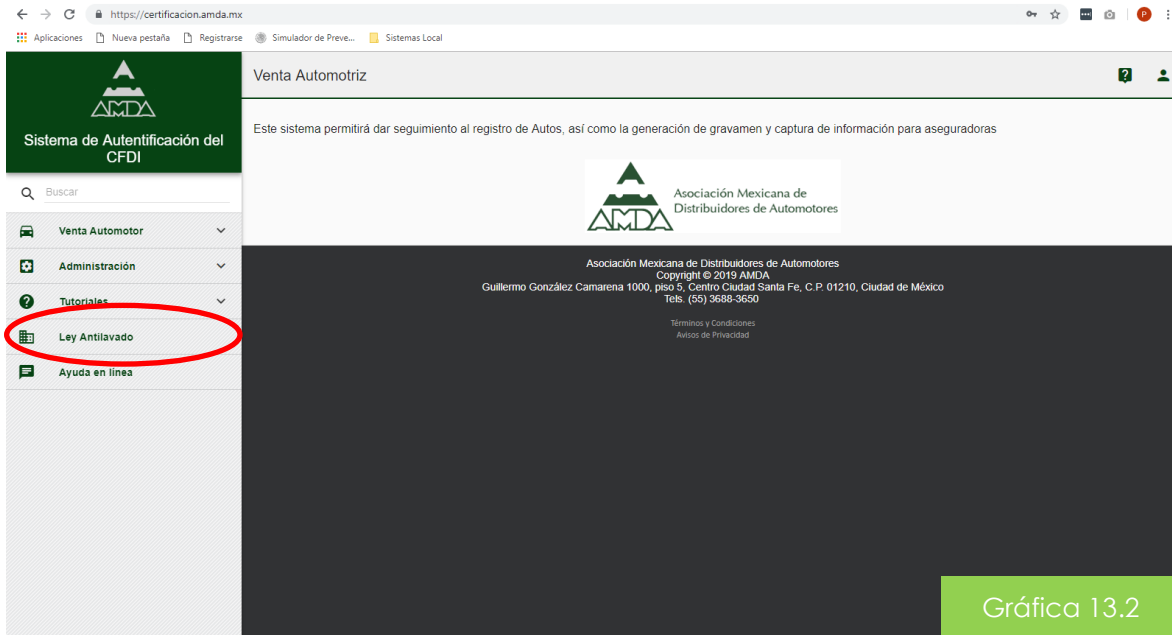 https://certificacion.amda.mx
P
Aplicaciones Nueva pestaña Registrarse Simulador de Preve... Sistemas Local
AMDA
Sistema de Autentificación del
CFDI
Buscar
Venta Automotor
Administración
Tutoriales
Ley Antilavado
Ayuda en línea
Venta Automotriz
Este sistema permitirá dar seguimiento al registro de Autos, así como la generación de gravamen y captura de información para aseguradoras
AMDA
Asociación Mexicana de
Distribuidores de Automotores
Asociación Mexicana de Distribuidores de Automotores
Copyright © 2019 AMDA
Guillermo González Camarena 1000, piso 5, Centro Ciudad Santa Fe, C.P. 01210, Ciudad de México
Tels. (55) 3688-3650
Términos y Condiciones
Avisos de Privacidad
Gráfica 13.2